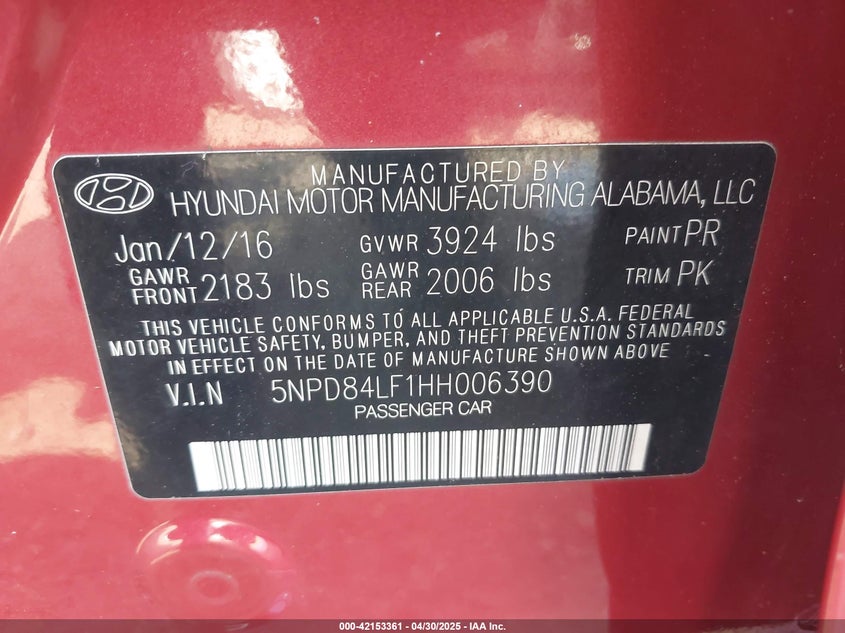 MANUFACTURED BY
HYUNDAI MOTOR MANUFACTURING ALABAMA, LLC
Jan/12/16 GVWR 3924 lbs PAINT PR
GAWR FRONT 2183 lbs GAWR REAR 2006 lbs TRIM PK
THIS VEHICLE CONFORMS TO ALL APPLICABLE U.S.A. FEDERAL
MOTOR VEHICLE SAFETY, BUMPER, AND THEFT PREVENTION STANDARDS
IN EFFECT ON THE DATE OF MANUFACTURE SHOWN ABOVE
V.I.N 5NPD84LF1HH006390
PASSENGER CAR
000-42153361 - 04/30/2025 - IAA Inc.